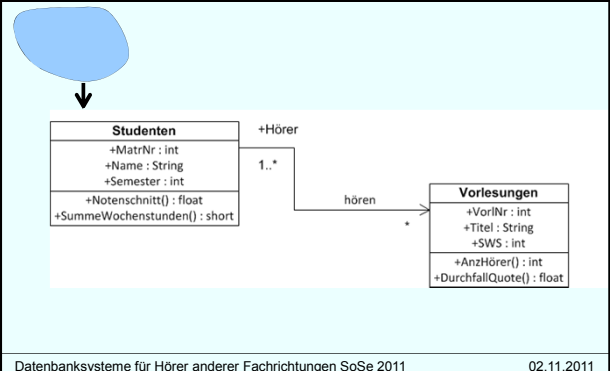 Studenten
+MatrNr : int
+Name : String
+Semester : int
+Notenschnitt() : float
+SummeWochenstunden() : short
+Hörer
1..*
hören
*
Vorlesungen
+VorlNr : int
+Titel : String
+SWS : int
+AnzHörer() : int
+DurchfallQuote() : float
Datenbanksysteme für Hörer anderer Fachrichtungen SoSe 2011
02.11.2011